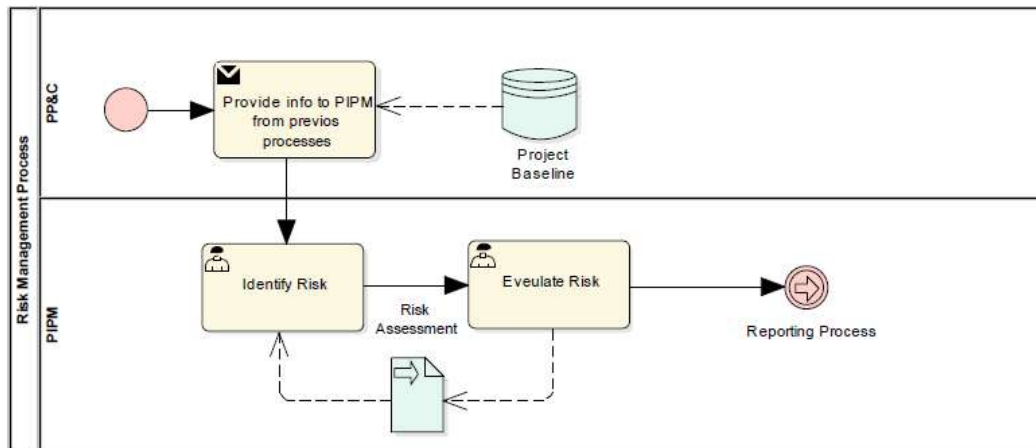 Risk Management Process
PP&C
Provide info to PIPM
from previos
processes
Project
Baseline
PIPM
Identify Risk
Risk
Assessment
Eveulate Risk
Reporting Process